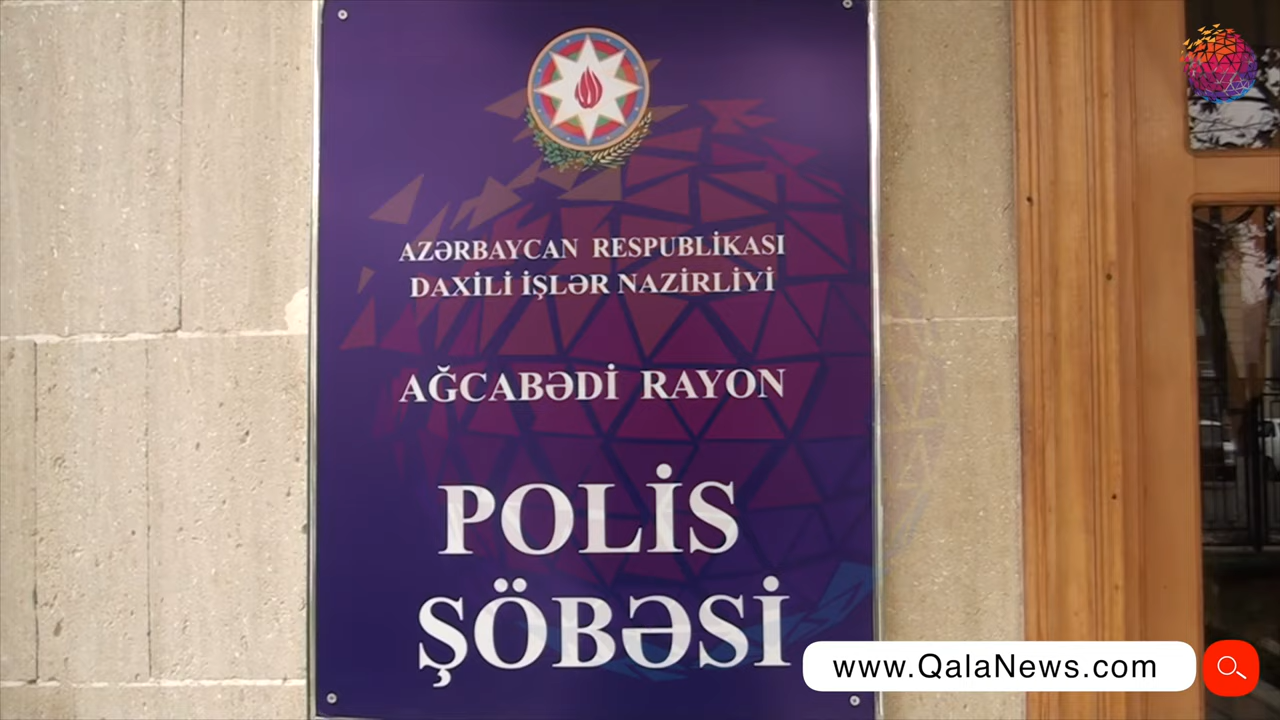 AZƏRBAYCAN RESPUBLİKASI
DAXİLİ İŞLƏR NAZİRLİYİ
AĞCABƏDİ RAYON
POLİS
ŞÖBƏSİ
www.QalaNews.com